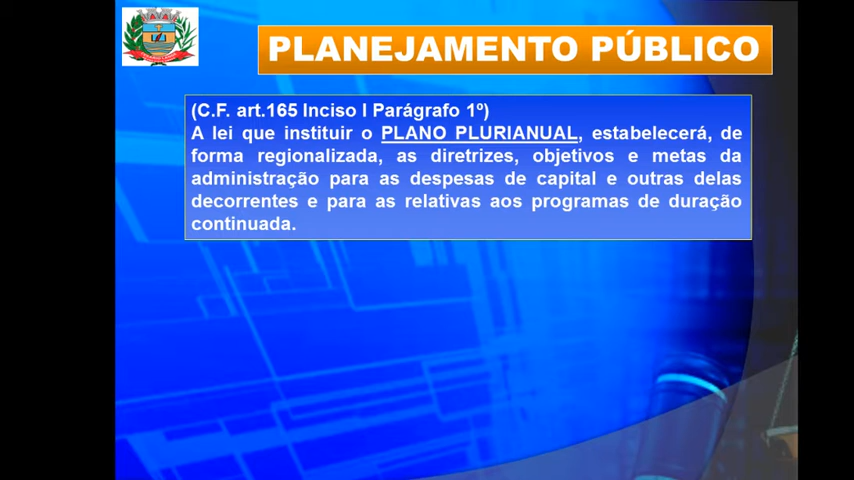 PLANEJAMENTO PÚBLICO
(C.F. art.165 Inciso I Parágrafo 1º)
A lei que instituir o PLANO PLURIANUAL, estabelecerá, de
forma regionalizada, as diretrizes, objetivos e metas da
administração para as despesas de capital e outras delas
decorrentes e para as relativas aos programas de duração
continuada.